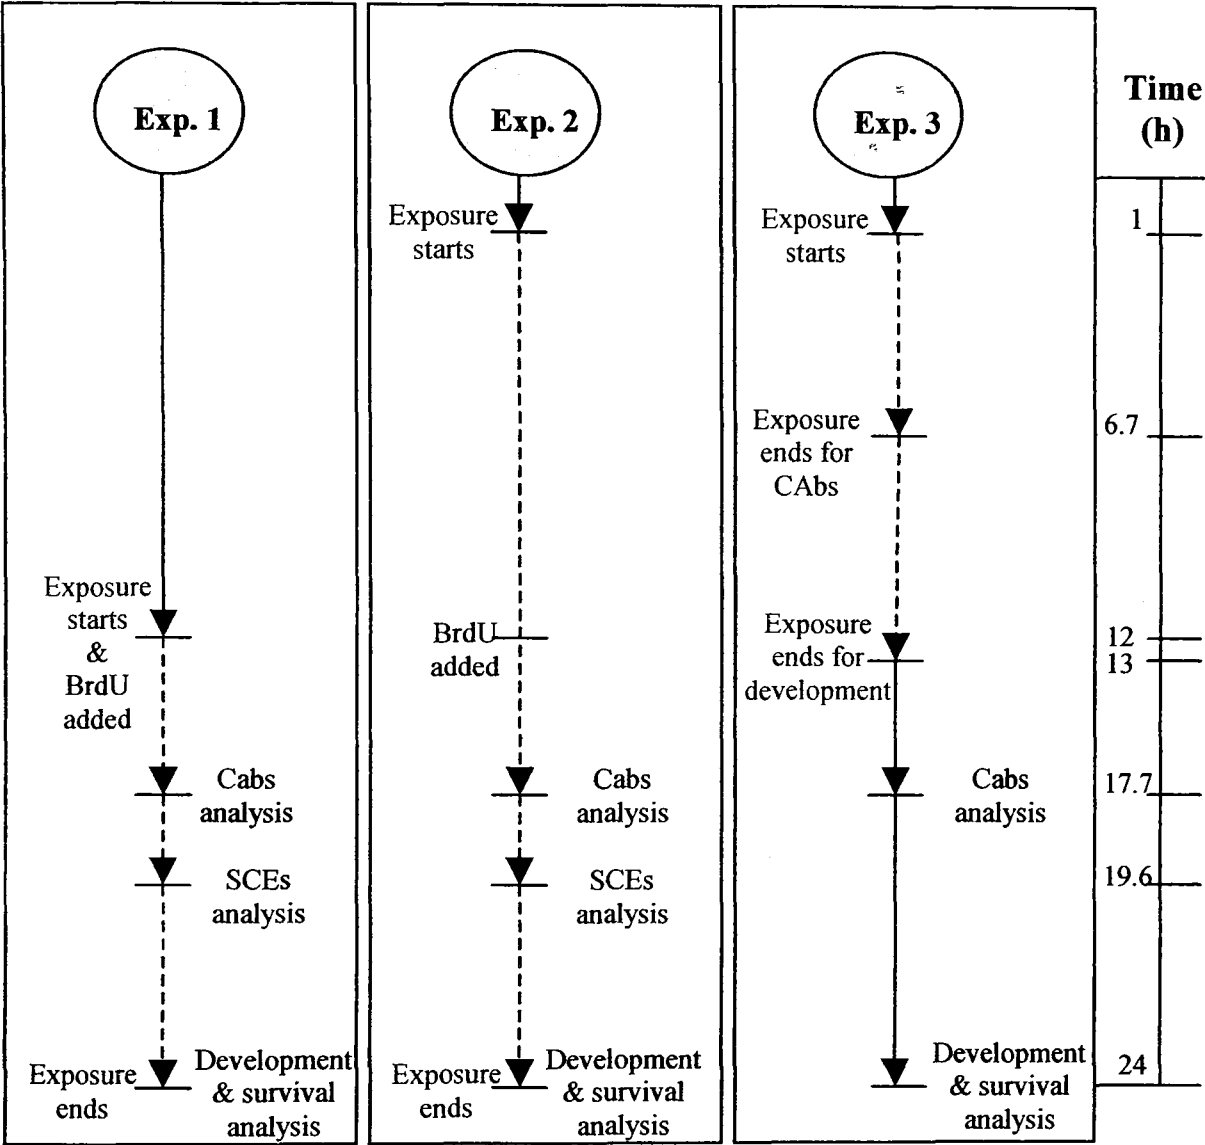 Exp. 1
Exposure
starts
&
BrdU
added
Cabs
analysis
SCEs
analysis
Exposure
ends
Development
& survival
analysis
Exp. 2
Exposure
starts
BrdU
added
Cabs
analysis
SCEs
analysis
Exposure
ends
Development
& survival
analysis
Exp. 3
Exposure
starts
Exposure
ends for
CAbs
Exposure
ends for
development
Cabs
analysis
Development
& survival
analysis
Time
(h)
1
6.7
12
13
17.7
19.6
24